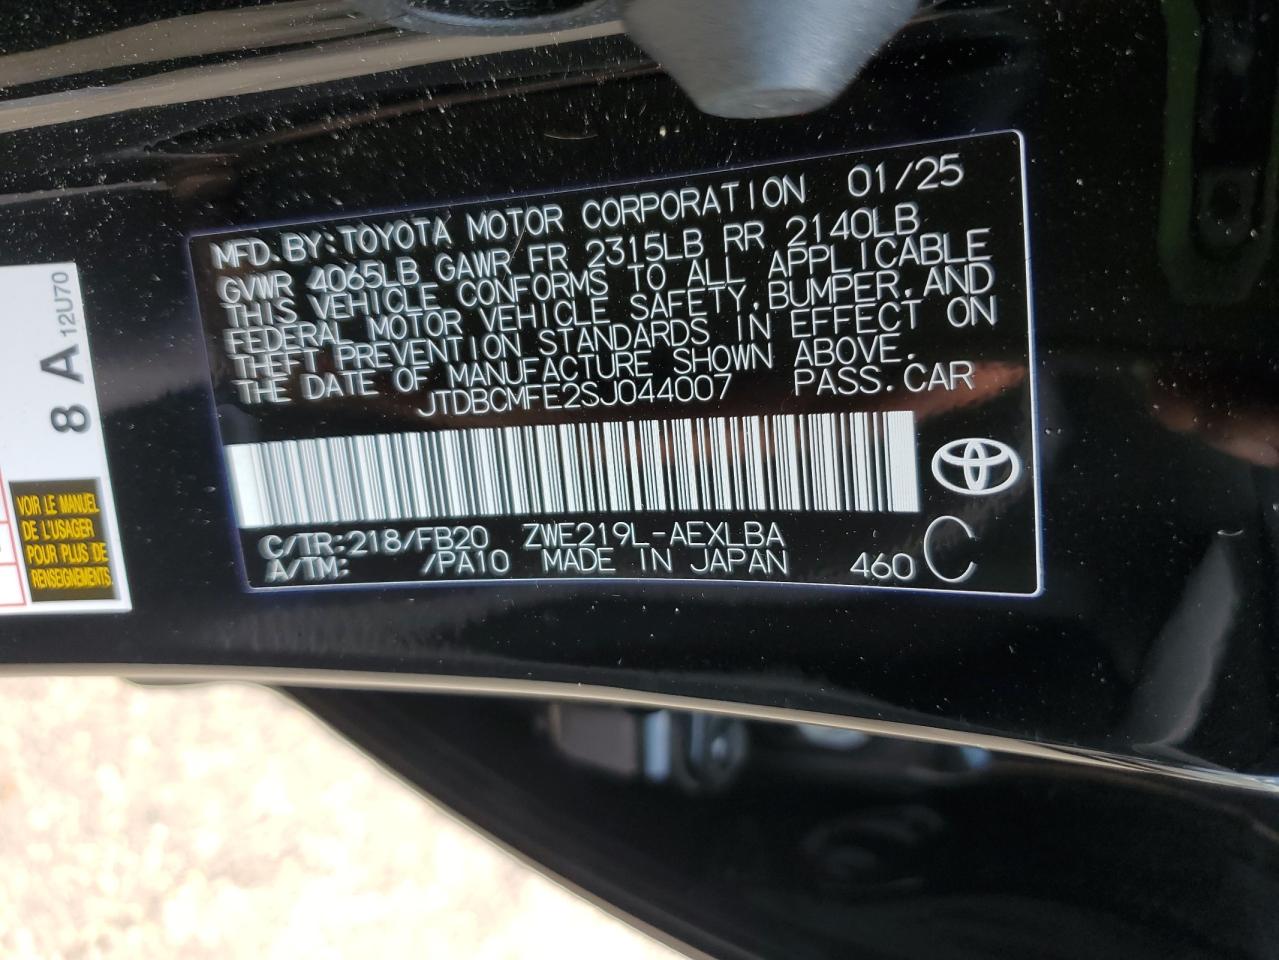 MFD.BY:TOYOTA MOTOR CORPORATION 01/25
GVWR 4065LB GAWR FR 2315LB RR 2140LB
THIS VEHICLE CONFORMS TO ALL APPLICABLE
FEDERAL MOTOR VEHICLE SAFETY,BUMPER,AND
THEFT PREVENTION STANDARDS IN EFFECT ON
THE DATE OF MANUFACTURE SHOWN ABOVE.
JTDBCMFE2SJ044007 PASS.CAR
C/TR:218/FB20 ZWE219L-AEXLBA
A/TM: /PA10 MADE IN JAPAN 460 C
8 A 12U70
VOIR LE MANUEL
DE L'USAGER
POUR PLUS DE
RENSEIGNEMENTS.